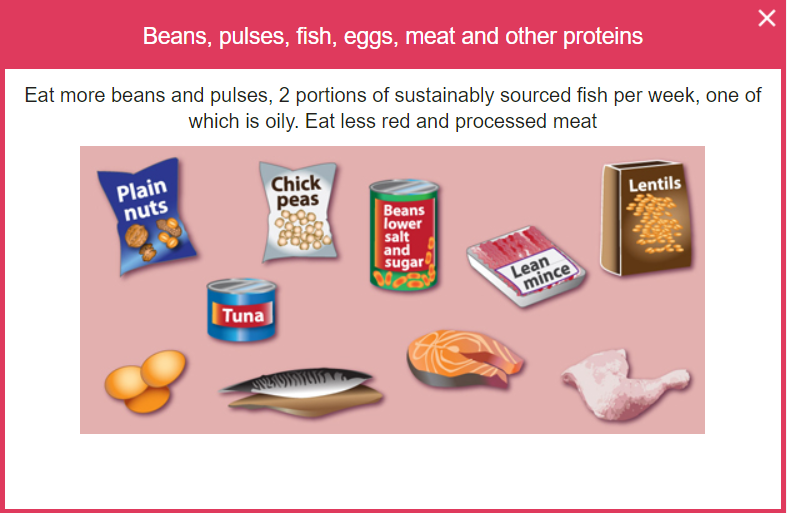 Beans, pulses, fish, eggs, meat and other proteins
Eat more beans and pulses, 2 portions of sustainably sourced fish per week, one of
which is oily. Eat less red and processed meat
Plain
nuts
Chick
peas
Beans
lower
salt
and
sugar
Lean
mince
Lentils
Tuna